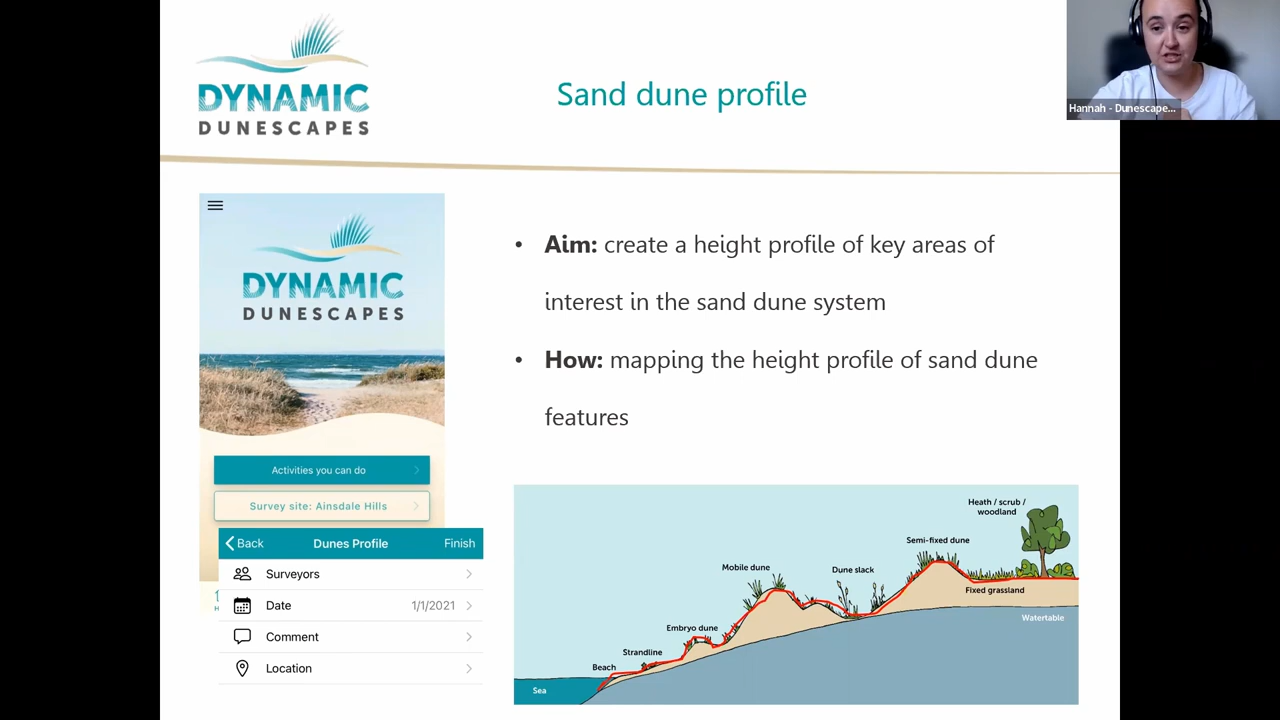 DYNAMIC
DUNESCAPES
Sand dune profile
Hannah - Dunescape...
DYNAMIC
DUNESCAPES
Activities you can do
Survey site: Ainsdale Hills
Back Dunes Profile Finish
Surveyors
Date 1/1/2021
Comment
Location
• Aim: create a height profile of key areas of
interest in the sand dune system
• How: mapping the height profile of sand dune
features
Heath / scrub /
woodland
Semi-fixed dune
Mobile dune
Dune slack
Fixed grassland
Watertable
Embryo dune
Strandline
Beach
Sea